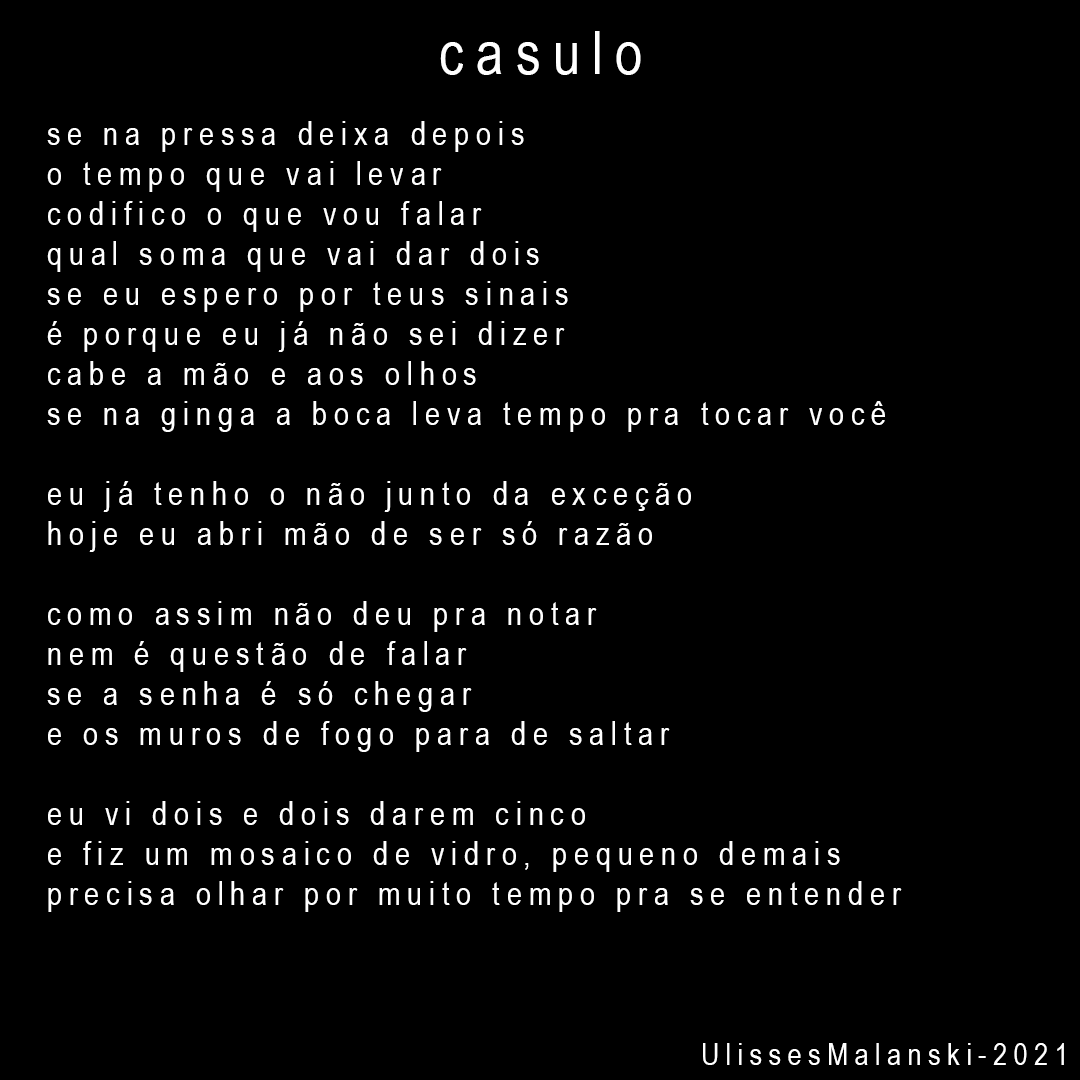 casulo
se na pressa deixa depois
o tempo que vai levar
codifico o que vou falar
qual soma que vai dar dois
se eu espero por teus sinais
é porque eu já não sei dizer
cabe a mão e aos olhos
se na ginga a boca leva tempo pra tocar você
eu já tenho o não junto da exceção
hoje eu abri mão de ser só razão
como assim não deu pra notar
nem é questão de falar
se a senha é só chegar
e os muros de fogo para de saltar
eu vi dois e dois darem cinco
e fiz um mosaico de vidro, pequeno demais
precisa olhar por muito tempo pra se entender
UlissesMalanski-2021